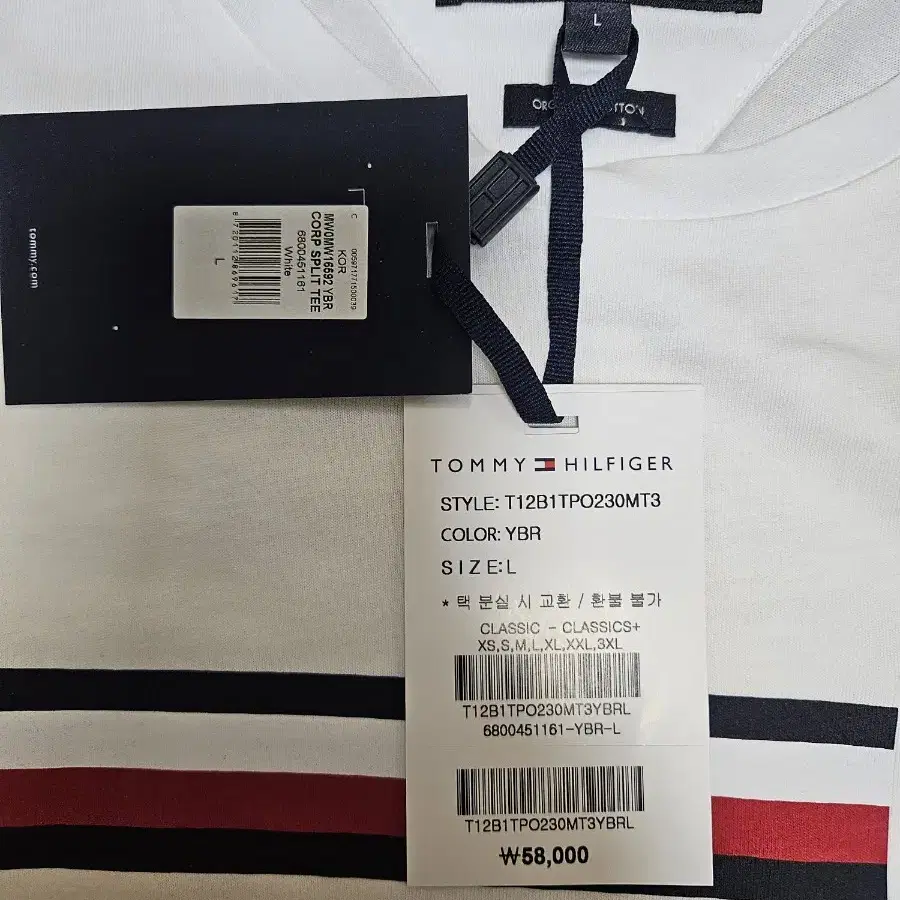 L
ORGANIC COTTON
tommy.com
C 005971771500039
KOR
MW0MW16592 YBR
CORP SPLIT TEE
6800451161
White
8720112869617
L
TOMMY HILFIGER
STYLE: T12B1TPO230MT3
COLOR: YBR
SIZE: L
* 택 분실 시 교환 / 환불 불가
CLASSIC - CLASSICS+
XS,S,M,L,XL,XXL,3XL
T12B1TPO230MT3YBRL
6800451161-YBR-L
T12B1TPO230MT3YBRL
₩58,000